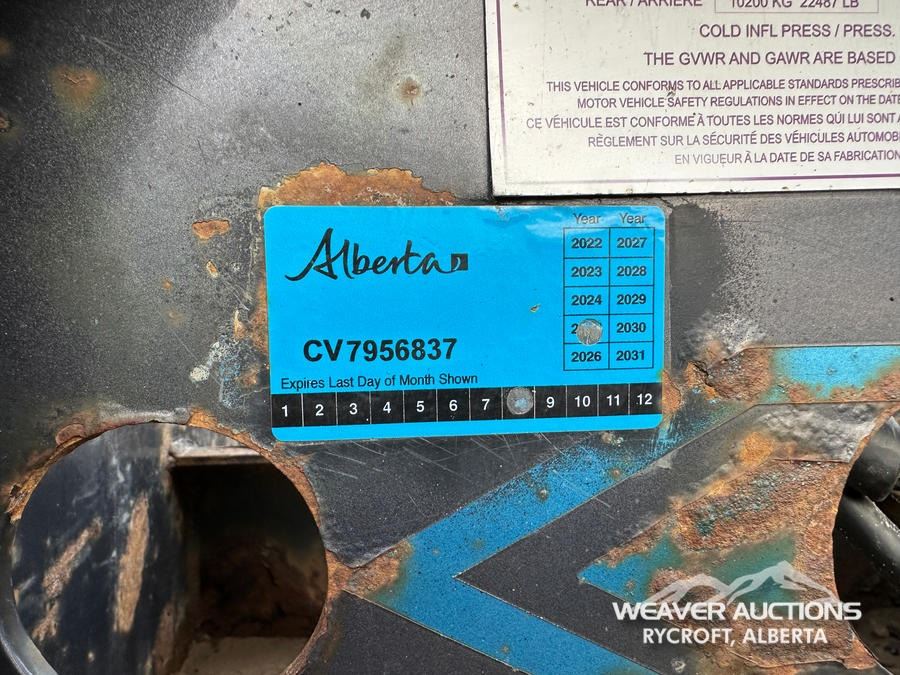 REAR / ARRIÈRE 10200 KG 22487 LB
COLD INFL PRESS / PRESS.
THE GVWR AND GAWR ARE BASED
THIS VEHICLE CONFORMS TO ALL APPLICABLE STANDARDS PRESCRIB
MOTOR VEHICLE SAFETY REGULATIONS IN EFFECT ON THE DATE
CE VÉHICULE EST CONFORME À TOUTES LES NORMES QUI LUI SONT A
RÈGLEMENT SUR LA SÉCURITÉ DES VÉHICULES AUTOMOBI
EN VIGUEUR À LA DATE DE SA FABRICATION
Alberta
Year Year
2022 2027
2023 2028
2024 2029
2 2030
2026 2031
CV7956837
Expires Last Day of Month Shown
1 2 3 4 5 6 7 9 10 11 12
WEAVER AUCTIONS
RYCROFT, ALBERTA